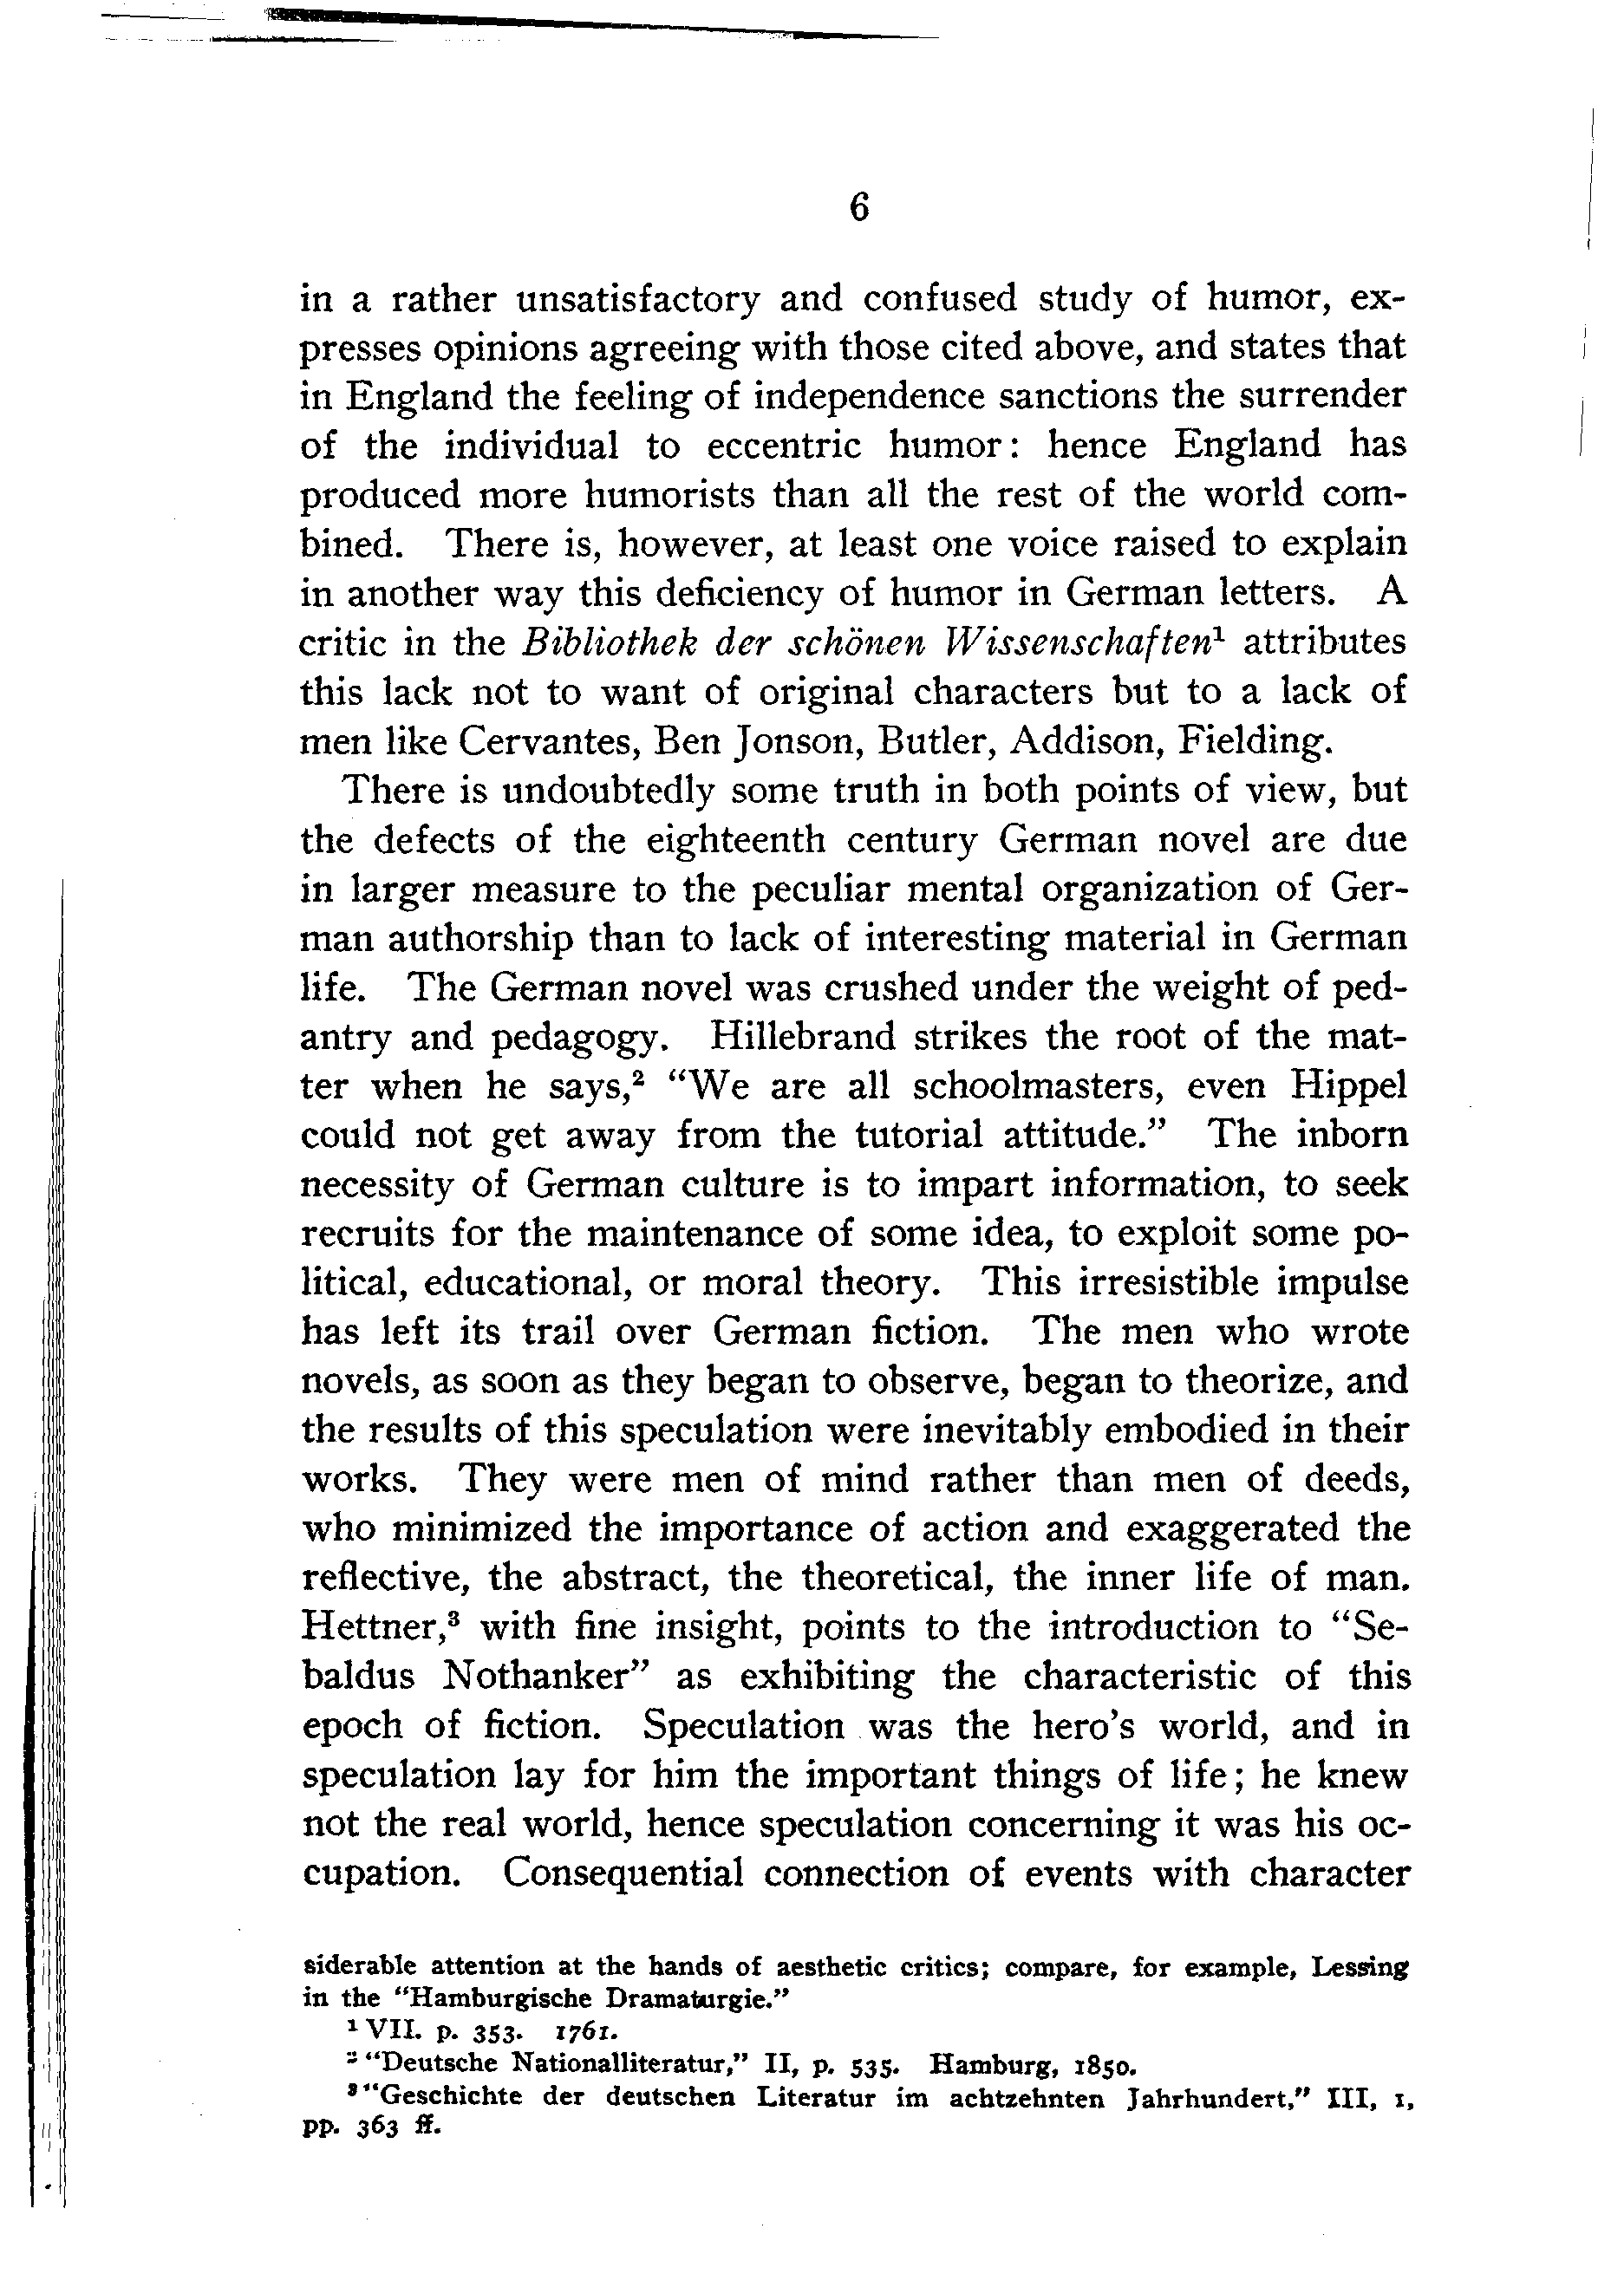 6
in a rather unsatisfactory and confused study of humor, ex-
presses opinions agreeing with those cited above, and states that
in England the feeling of independence sanctions the surrender
of the individual to eccentric humor: hence England has
produced more humorists than all the rest of the world com-
bined. There is, however, at least one voice raised to explain
in another way this deficiency of humor in German letters. A
critic in the Bibliothek der schönen Wissenschaften¹ attributes
this lack not to want of original characters but to a lack of
men like Cervantes, Ben Jonson, Butler, Addison, Fielding.
There is undoubtedly some truth in both points of view, but
the defects of the eighteenth century German novel are due
in larger measure to the peculiar mental organization of Ger-
man authorship than to lack of interesting material in German
life. The German novel was crushed under the weight of ped-
antry and pedagogy. Hillebrand strikes the root of the mat-
ter when he says,² “We are all schoolmasters, even Hippel
could not get away from the tutorial attitude.” The inborn
necessity of German culture is to impart information, to seek
recruits for the maintenance of some idea, to exploit some po-
litical, educational, or moral theory. This irresistible impulse
has left its trail over German fiction. The men who wrote
novels, as soon as they began to observe, began to theorize, and
the results of this speculation were inevitably embodied in their
works. They were men of mind rather than men of deeds,
who minimized the importance of action and exaggerated the
reflective, the abstract, the theoretical, the inner life of man.
Hettner,³ with fine insight, points to the introduction to “Se-
baldus Nothanker” as exhibiting the characteristic of this
epoch of fiction. Speculation was the hero's world, and in
speculation lay for him the important things of life; he knew
not the real world, hence speculation concerning it was his oc-
cupation. Consequential connection of events with character
siderable attention at the hands of aesthetic critics; compare, for example, Lessing
in the “Hamburgische Dramaturgie.”
¹ VII. p. 353. 1761.
² “Deutsche Nationalliteratur,” II, p. 535. Hamburg, 1850.
³ “Geschichte der deutschen Literatur im achtzehnten Jahrhundert,” III, 1,
pp. 363 ff.